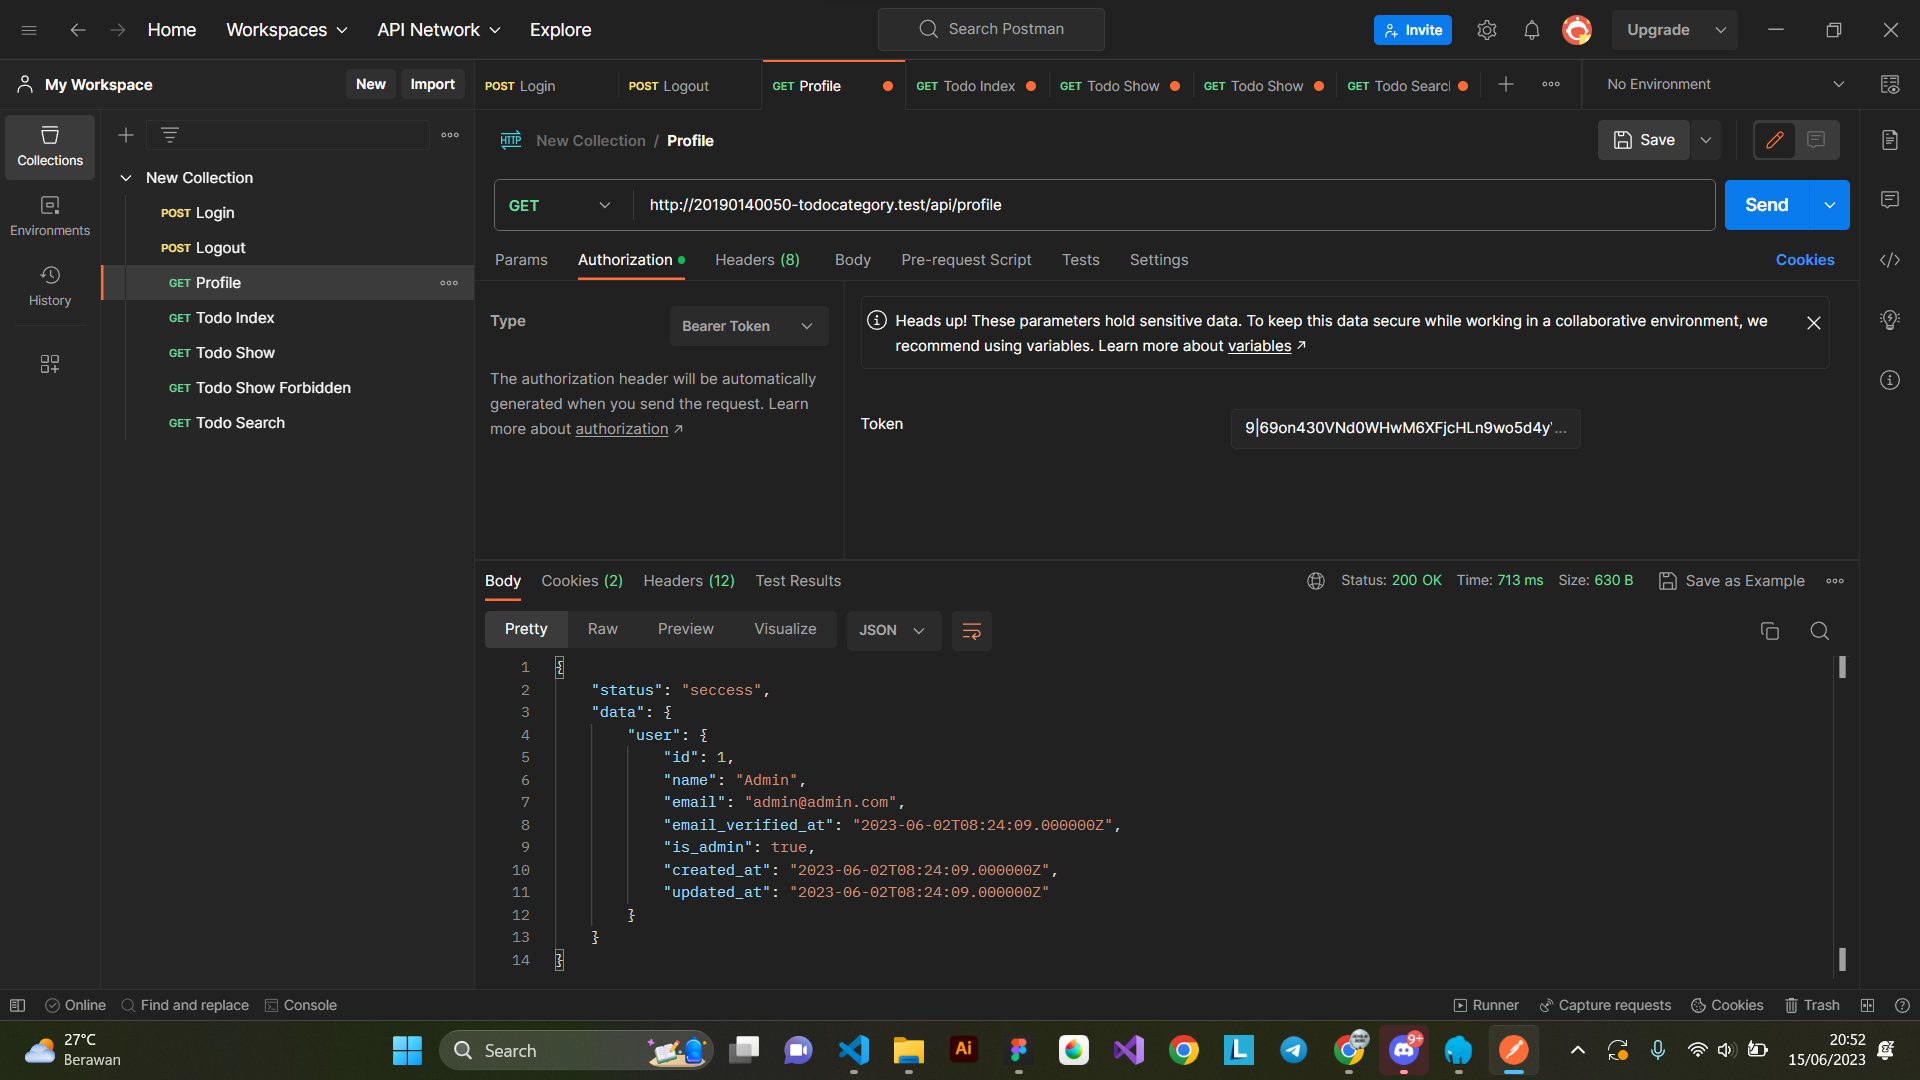 Home
Workspaces
API Network
Explore
Search Postman
Invite
Upgrade
My Workspace
New
Import
POST Login
POST Logout
GET Profile
GET Todo Index
GET Todo Show
GET Todo Show
GET Todo Searc
No Environment
Collections
Environments
History
New Collection
POST Login
POST Logout
GET Profile
GET Todo Index
GET Todo Show
GET Todo Show Forbidden
GET Todo Search
HTTP
New Collection / Profile
Save
GET
http://20190140050-todocategory.test/api/profile
Send
Params
Authorization
Headers (8)
Body
Pre-request Script
Tests
Settings
Cookies
Type
Bearer Token
The authorization header will be automatically
generated when you send the request. Learn
more about authorization ↗
Heads up! These parameters hold sensitive data. To keep this data secure while working in a collaborative environment, we
recommend using variables. Learn more about variables ↗
Token
9|69on430VNd0WHwM6XFjcHLn9wo5d4y'...
Body
Cookies (2)
Headers (12)
Test Results
Status: 200 OK
Time: 713 ms
Size: 630 B
Save as Example
Pretty
Raw
Preview
Visualize
JSON
1 {
2 "status": "seccess",
3 "data": {
4 "user": {
5 "id": 1,
6 "name": "Admin",
7 "email": "admin@admin.com",
8 "email_verified_at": "2023-06-02T08:24:09.000000Z",
9 "is_admin": true,
10 "created_at": "2023-06-02T08:24:09.000000Z",
11 "updated_at": "2023-06-02T08:24:09.000000Z"
12 }
13 }
14 }
Online
Find and replace
Console
Runner
Capture requests
Cookies
Trash
27°C
Berawan
Search
Ai
L
9+
20:52
15/06/2023